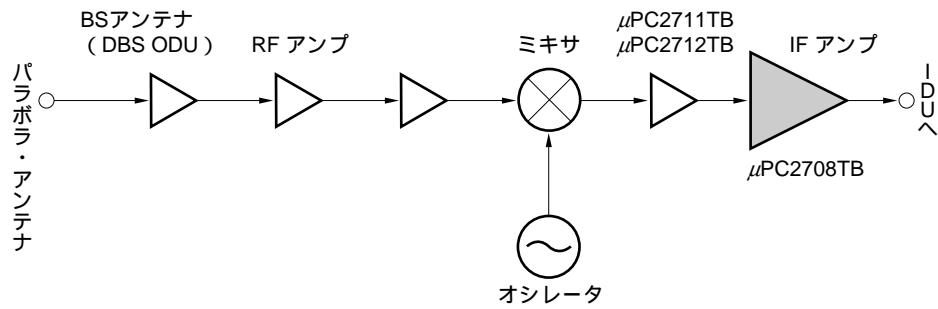 BSアンテナ
(DBS ODU)
RF アンプ
ミキサ
μPC2711TB
μPC2712TB
IF アンプ
パラボラ・アンテナ
IDUへ
μPC2708TB
オシレータ